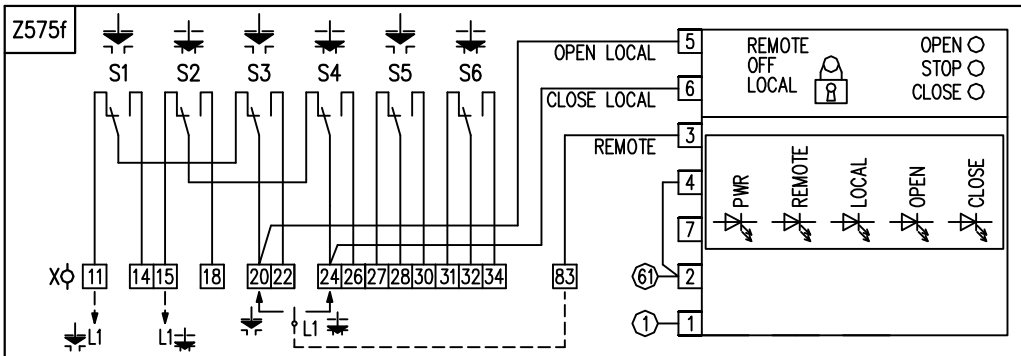 Z575f
S1 S2 S3 S4 S5 S6
OPEN LOCAL
CLOSE LOCAL
REMOTE
5
6
3
4
7
2
1
61
1
REMOTE
OFF
LOCAL
OPEN
STOP
CLOSE
PWR
REMOTE
LOCAL
OPEN
CLOSE
X 11 14 15 18 20 22 24 26 27 28 30 31 32 34 83
L1 L1 L1